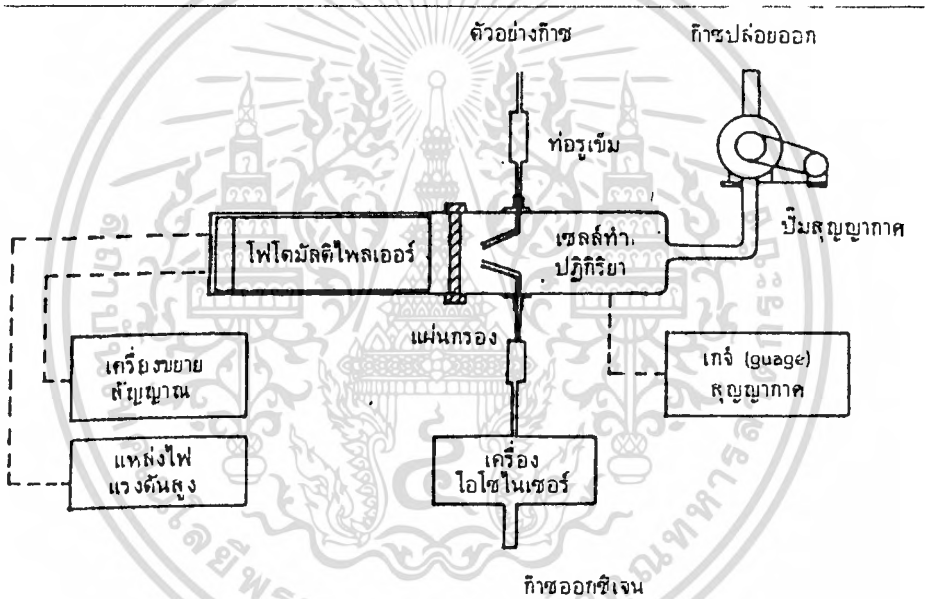 ตัวอย่างก๊าซ
ก๊าซปล่อยออก
ท่อรูเข็ม
ปั๊มสุญญากาศ
โฟโตมัลติไพลเออร์
เซลล์ทำ
ปฏิกิริยา
แผ่นกรอง
เครื่องขยาย
สัญญาณ
เกจ์ (guage)
สุญญากาศ
แหล่งไฟ
แรงดันสูง
เครื่อง
ไอโซไนเซอร์
ก๊าซออกซิเจน